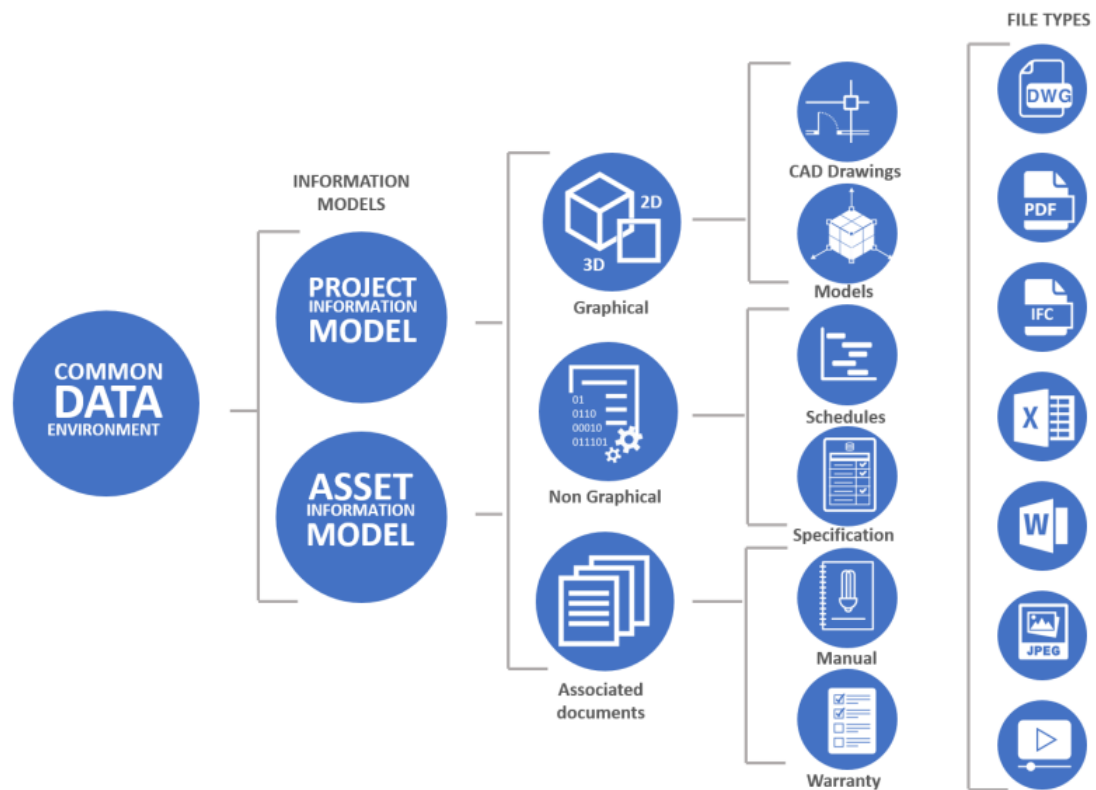 COMMON
DATA
ENVIRONMENT
INFORMATION
MODELS
PROJECT
INFORMATION
MODEL
ASSET
INFORMATION
MODEL
2D
3D
Graphical
01
0110
00010
011101
Non Graphical
Associated
documents
CAD Drawings
Models
Schedules
Specification
Manual
Warranty
FILE TYPES
DWG
PDF
IFC
X
W
JPEG